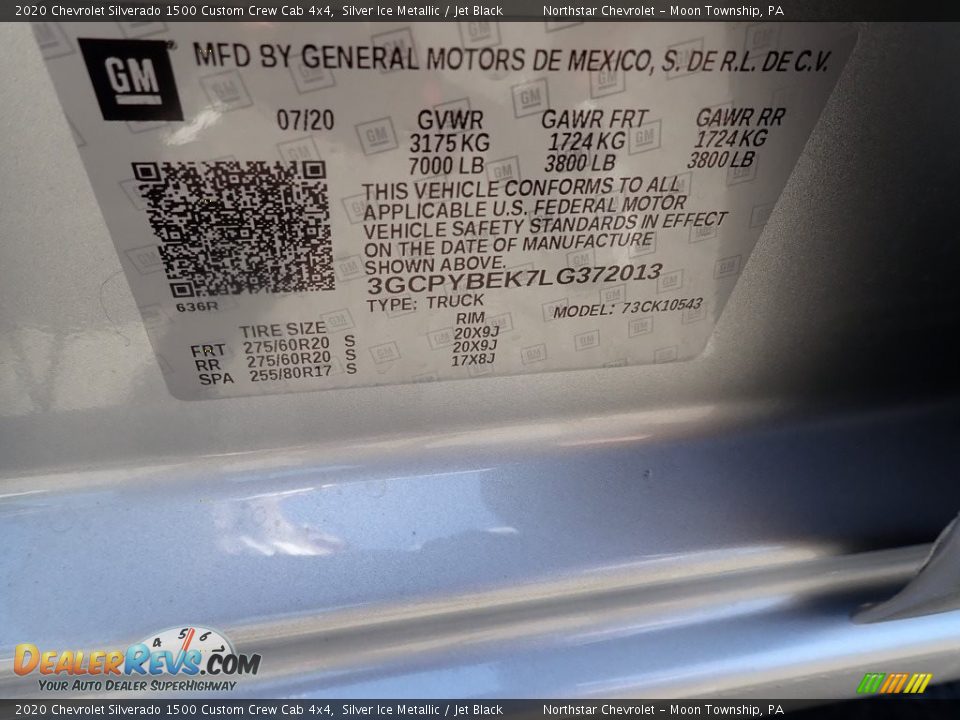 2020 Chevrolet Silverado 1500 Custom Crew Cab 4x4, Silver Ice Metallic / Jet Black Northstar Chevrolet - Moon Township, PA
GM
MFD BY GENERAL MOTORS DE MEXICO, S. DE R.L. DE C.V.
07/20 GVWR GAWR FRT GAWR RR
3175 KG 1724 KG 1724 KG
7000 LB 3800 LB 3800 LB
THIS VEHICLE CONFORMS TO ALL
APPLICABLE U.S. FEDERAL MOTOR
VEHICLE SAFETY STANDARDS IN EFFECT
ON THE DATE OF MANUFACTURE
SHOWN ABOVE.
3GCPYBEK7LG372013
636R
TYPE: TRUCK
MODEL: 73CK10543
TIRE SIZE RIM
FRT 275/60R20 S 20X9J
RR 275/60R20 S 20X9J
SPA 255/80R17 S 17X8J
4 5 6
DEALERREVS.COM
YOUR AUTO DEALER SUPERHIGHWAY
2020 Chevrolet Silverado 1500 Custom Crew Cab 4x4, Silver Ice Metallic / Jet Black Northstar Chevrolet - Moon Township, PA